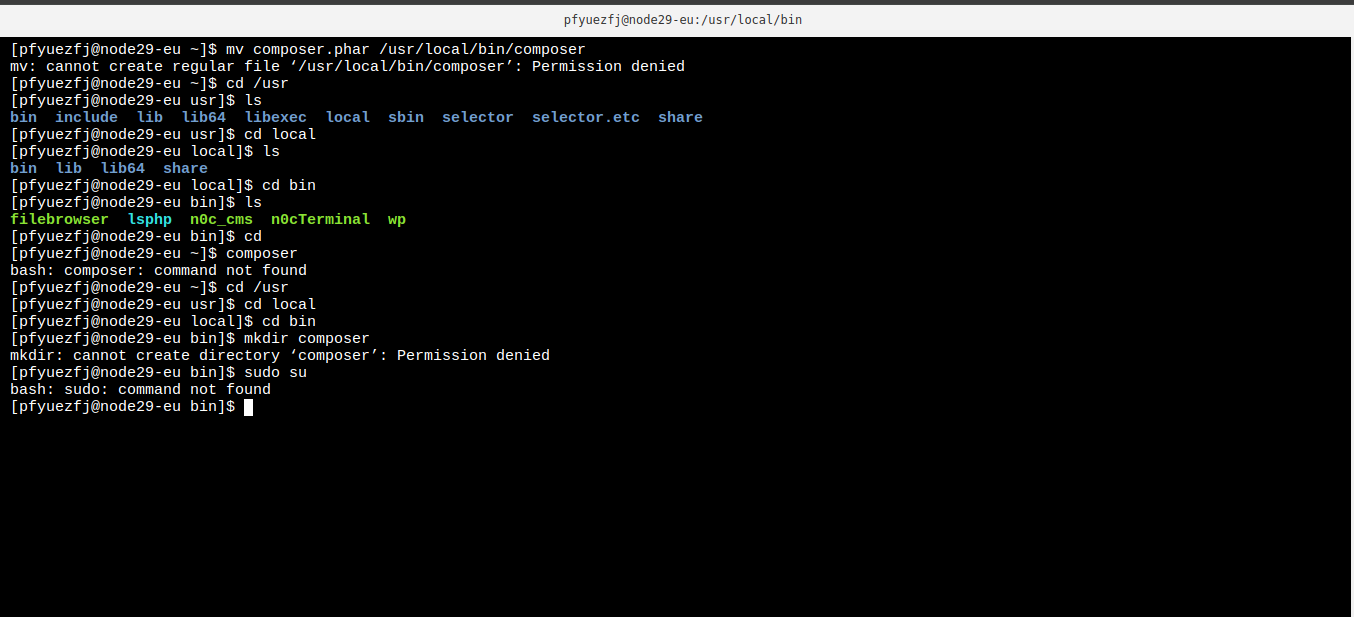 pfyuezfj@node29-eu:/usr/local/bin
[pfyuezfj@node29-eu ~]$ mv composer.phar /usr/local/bin/composer
mv: cannot create regular file ‘/usr/local/bin/composer’: Permission denied
[pfyuezfj@node29-eu ~]$ cd /usr
[pfyuezfj@node29-eu usr]$ ls
bin  include  lib  lib64  libexec  local  sbin  selector  selector.etc  share
[pfyuezfj@node29-eu usr]$ cd local
[pfyuezfj@node29-eu local]$ ls
bin  lib  lib64  share
[pfyuezfj@node29-eu local]$ cd bin
[pfyuezfj@node29-eu bin]$ ls
filebrowser  lsphp  n0c_cms  n0cTerminal  wp
[pfyuezfj@node29-eu bin]$ cd
[pfyuezfj@node29-eu ~]$ composer
bash: composer: command not found
[pfyuezfj@node29-eu ~]$ cd /usr
[pfyuezfj@node29-eu usr]$ cd local
[pfyuezfj@node29-eu local]$ cd bin
[pfyuezfj@node29-eu bin]$ mkdir composer
mkdir: cannot create directory ‘composer’: Permission denied
[pfyuezfj@node29-eu bin]$ sudo su
bash: sudo: command not found
[pfyuezfj@node29-eu bin]$